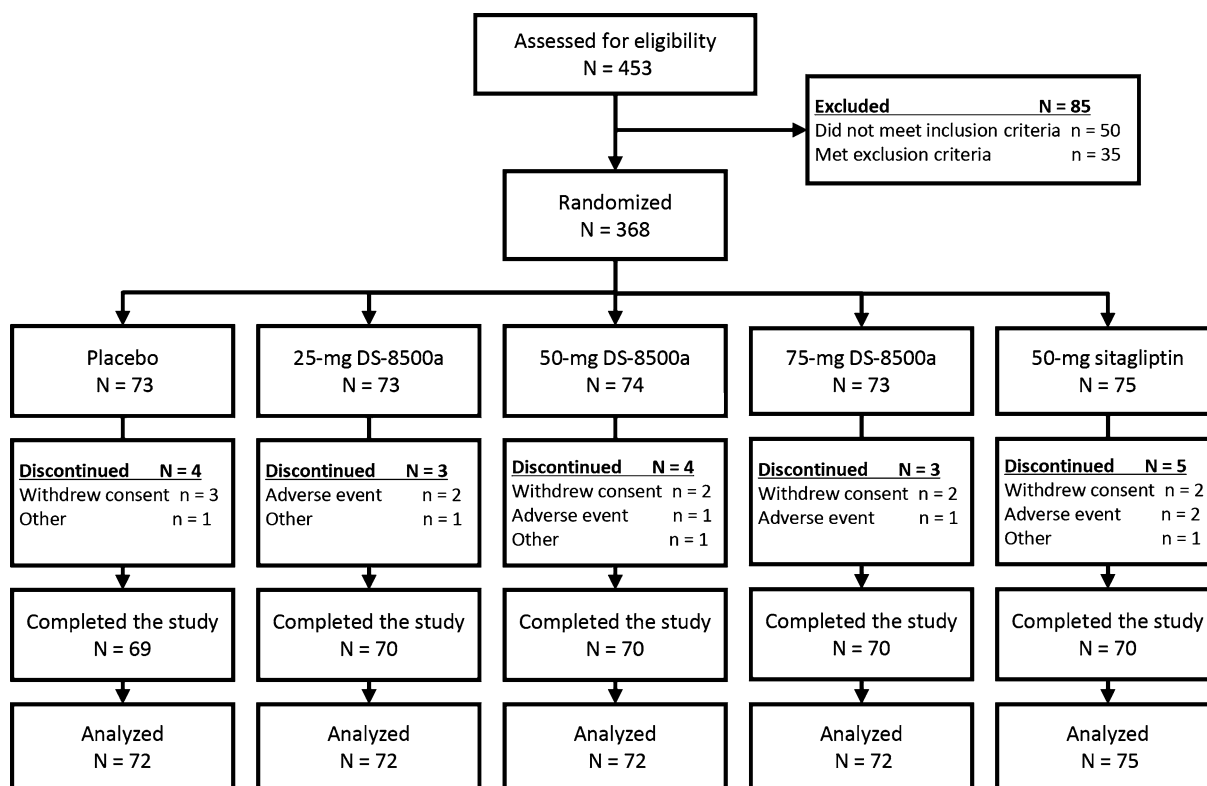 Assessed for eligibility
N = 453
Excluded N = 85
Did not meet inclusion criteria n = 50
Met exclusion criteria n = 35
Randomized
N = 368
Placebo
N = 73
25-mg DS-8500a
N = 73
50-mg DS-8500a
N = 74
75-mg DS-8500a
N = 73
50-mg sitagliptin
N = 75
Discontinued N = 4
Withdrew consent n = 3
Other n = 1
Discontinued N = 3
Adverse event n = 2
Other n = 1
Discontinued N = 4
Withdrew consent n = 2
Adverse event n = 1
Other n = 1
Discontinued N = 3
Withdrew consent n = 2
Adverse event n = 1
Discontinued N = 5
Withdrew consent n = 2
Adverse event n = 2
Other n = 1
Completed the study
N = 69
Completed the study
N = 70
Completed the study
N = 70
Completed the study
N = 70
Completed the study
N = 70
Analyzed
N = 72
Analyzed
N = 72
Analyzed
N = 72
Analyzed
N = 72
Analyzed
N = 75